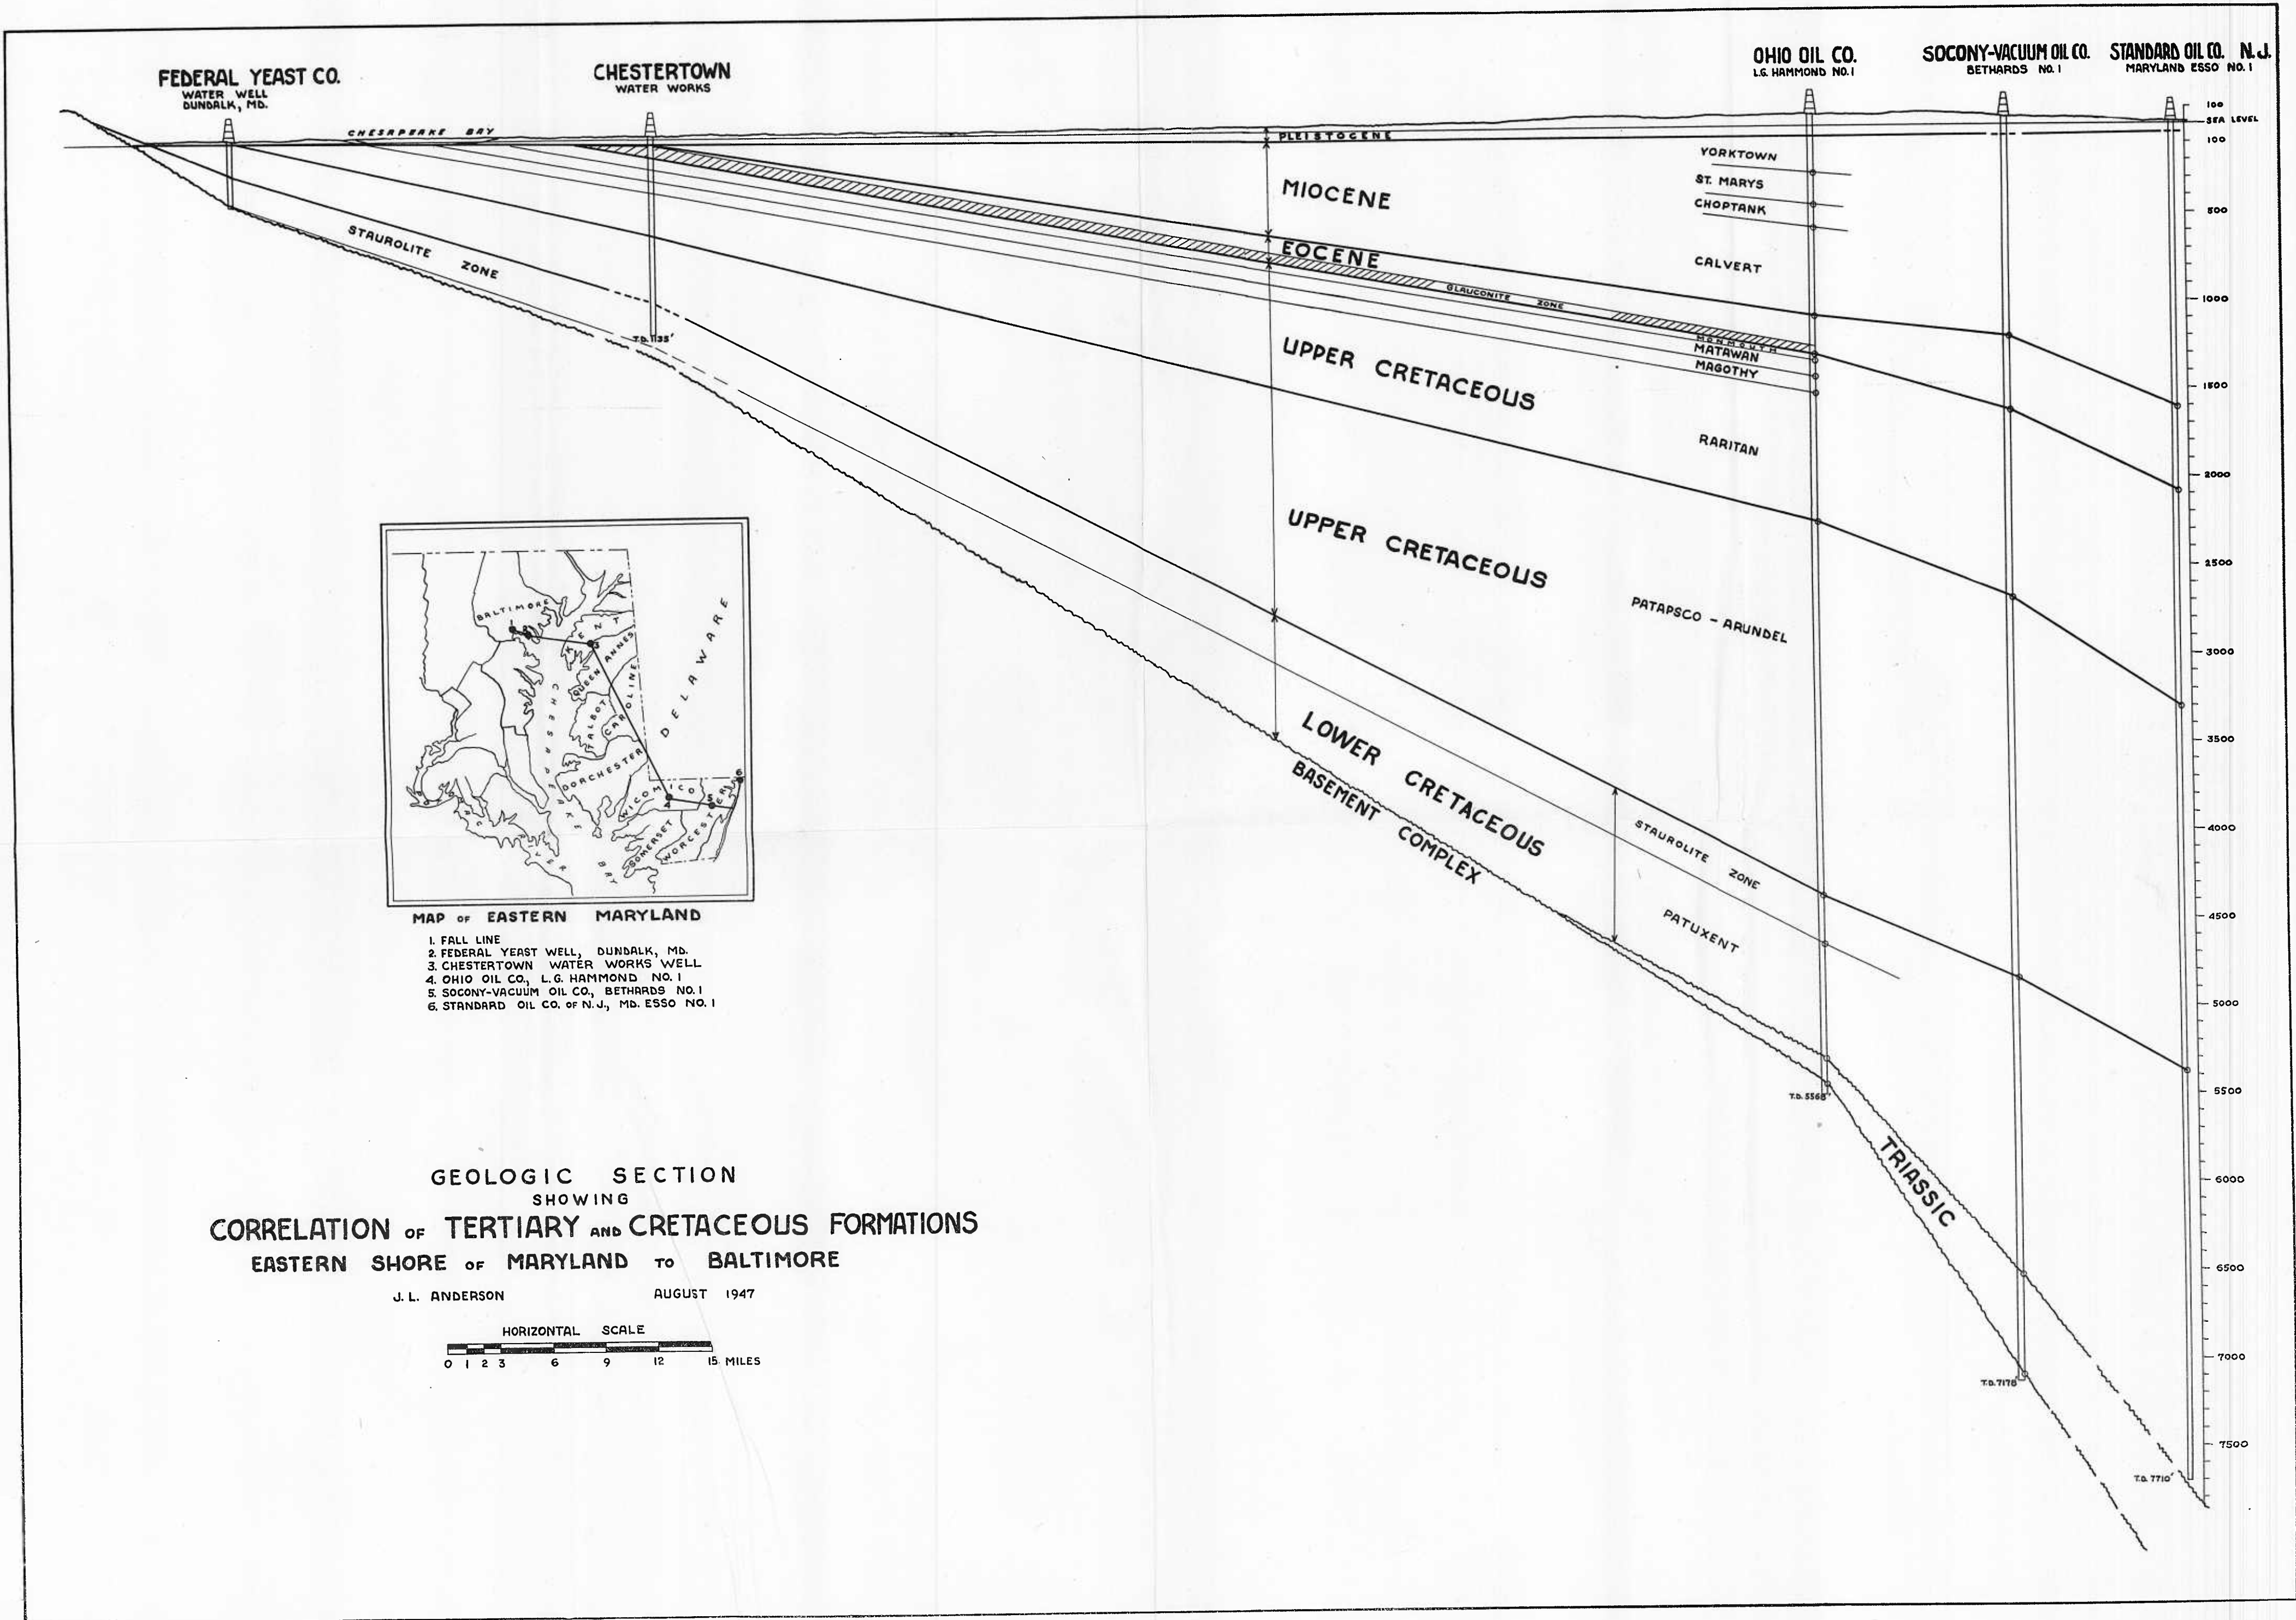 FEDERAL YEAST CO.
WATER WELL
DUNDALK, MD.
CHESTERTOWN
WATER WORKS
OHIO OIL CO.
L.G. HAMMOND NO. 1
SOCONY-VACUUM OIL CO.
BETHARDS NO. 1
STANDARD OIL CO. N.J.
MARYLAND ESSO NO. 1
CHESAPEAKE BAY
PLEISTOCENE
MIOCENE
EOCENE
GLAUCONITE ZONE
UPPER CRETACEOUS
UPPER CRETACEOUS
LOWER CRETACEOUS
BASEMENT COMPLEX
STAUROLITE ZONE
T.D. 1135'
YORKTOWN
ST. MARYS
CHOPTANK
CALVERT
MONMOUTH
MATAWAN
MAGOTHY
RARITAN
PATAPSCO - ARUNDEL
STAUROLITE ZONE
PATUXENT
T.D. 5568'
TRIASSIC
T.D. 7178'
T.D. 7710'
100
SEA LEVEL
100
500
1000
1500
2000
2500
3000
3500
4000
4500
5000
5500
6000
6500
7000
7500
BALTIMORE
KENT
QUEEN ANNES
TALBOT
CAROLINE
DELAWARE
DORCHESTER
WICOMICO
SOMERSET
WORCESTER
CHESAPEAKE BAY
1
2
3
4
5
6
MAP OF EASTERN MARYLAND
1. FALL LINE
2. FEDERAL YEAST WELL, DUNDALK, MD.
3. CHESTERTOWN WATER WORKS WELL
4. OHIO OIL CO., L.G. HAMMOND NO. 1
5. SOCONY-VACUUM OIL CO., BETHARDS NO. 1
6. STANDARD OIL CO. OF N.J., MD. ESSO NO. 1
GEOLOGIC SECTION
SHOWING
CORRELATION OF TERTIARY AND CRETACEOUS FORMATIONS
EASTERN SHORE OF MARYLAND TO BALTIMORE
J. L. ANDERSON AUGUST 1947
HORIZONTAL SCALE
0 1 2 3 6 9 12 15 MILES